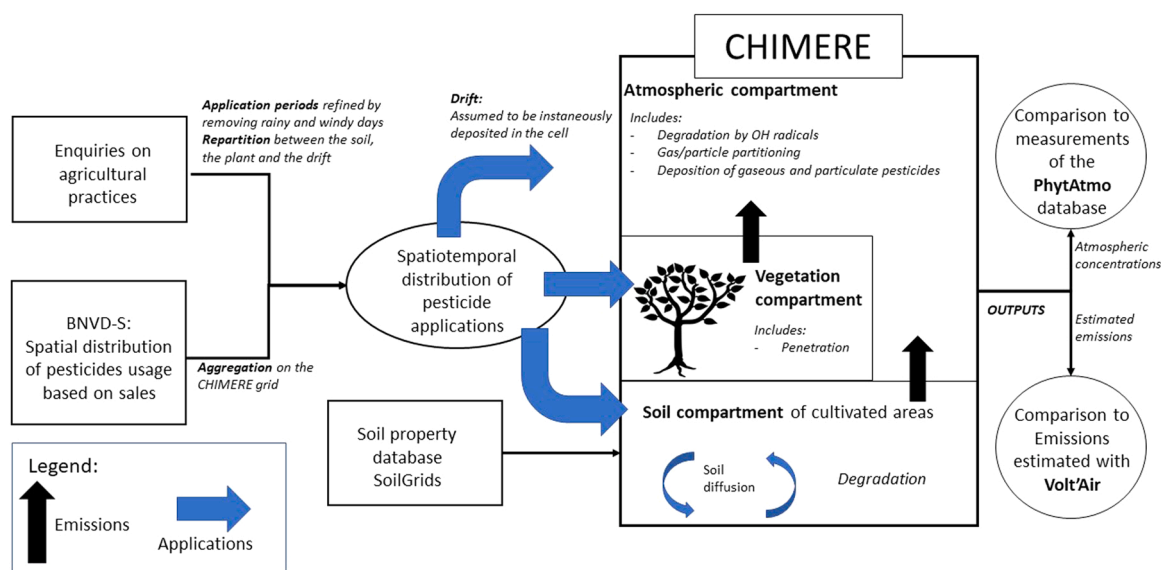 CHIMERE
Application periods refined by
removing rainy and windy days
Repartition between the soil,
the plant and the drift
Enquiries on
agricultural
practices
BNVD-S:
Spatial distribution
of pesticides usage
based on sales
Aggregation on the
CHIMERE grid
Drift:
Assumed to be instaneously
deposited in the cell
Spatiotemporal
distribution of
pesticide
applications
Soil property
database
SoilGrids
Atmospheric compartment
Includes:
- Degradation by OH radicals
- Gas/particle partitioning
- Deposition of gaseous and particulate pesticides
Vegetation
compartment
Includes:
- Penetration
Soil compartment of cultivated areas
Soil
diffusion
Degradation
OUTPUTS
Comparison to
measurements
of the
PhytAtmo
database
Atmospheric
concentrations
Estimated
emissions
Comparison to
Emissions
estimated with
Volt'Air
Legend:
Emissions
Applications